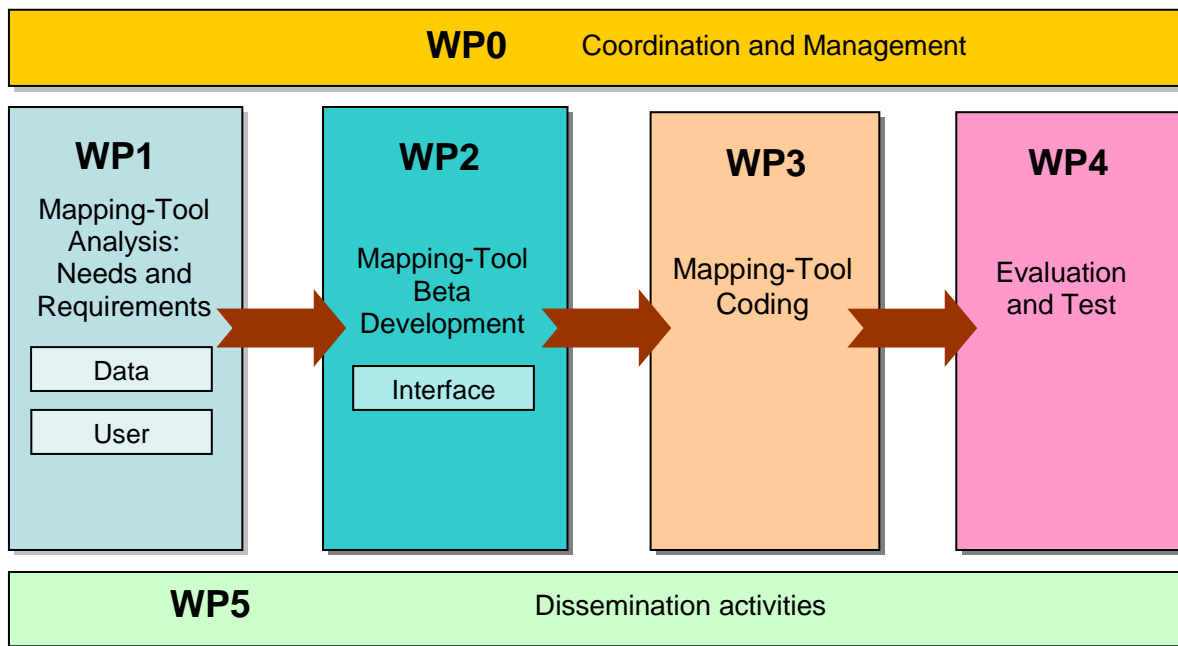 WP0 Coordination and Management
WP1
Mapping-Tool
Analysis:
Needs and
Requirements
Data
User
WP2
Mapping-Tool
Beta
Development
Interface
WP3
Mapping-Tool
Coding
WP4
Evaluation
and Test
WP5 Dissemination activities